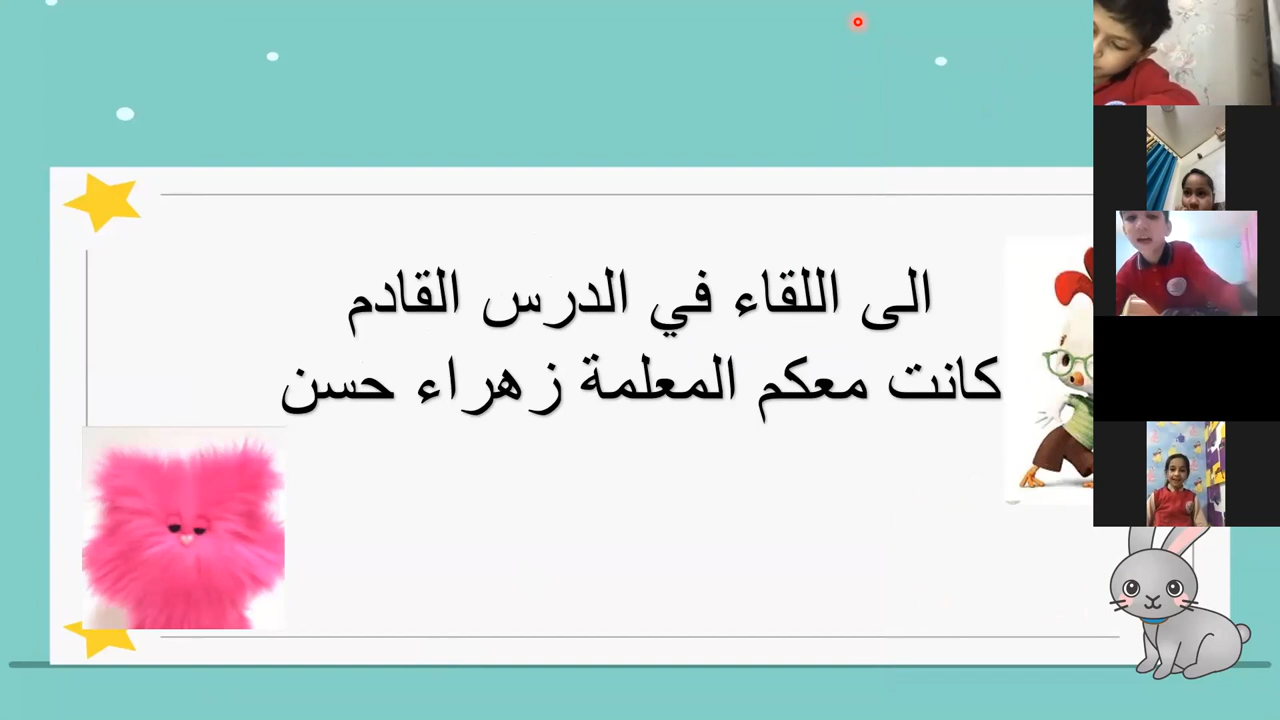 الى اللقاء في الدرس القادم
كانت معكم المعلمة زهراء حسن